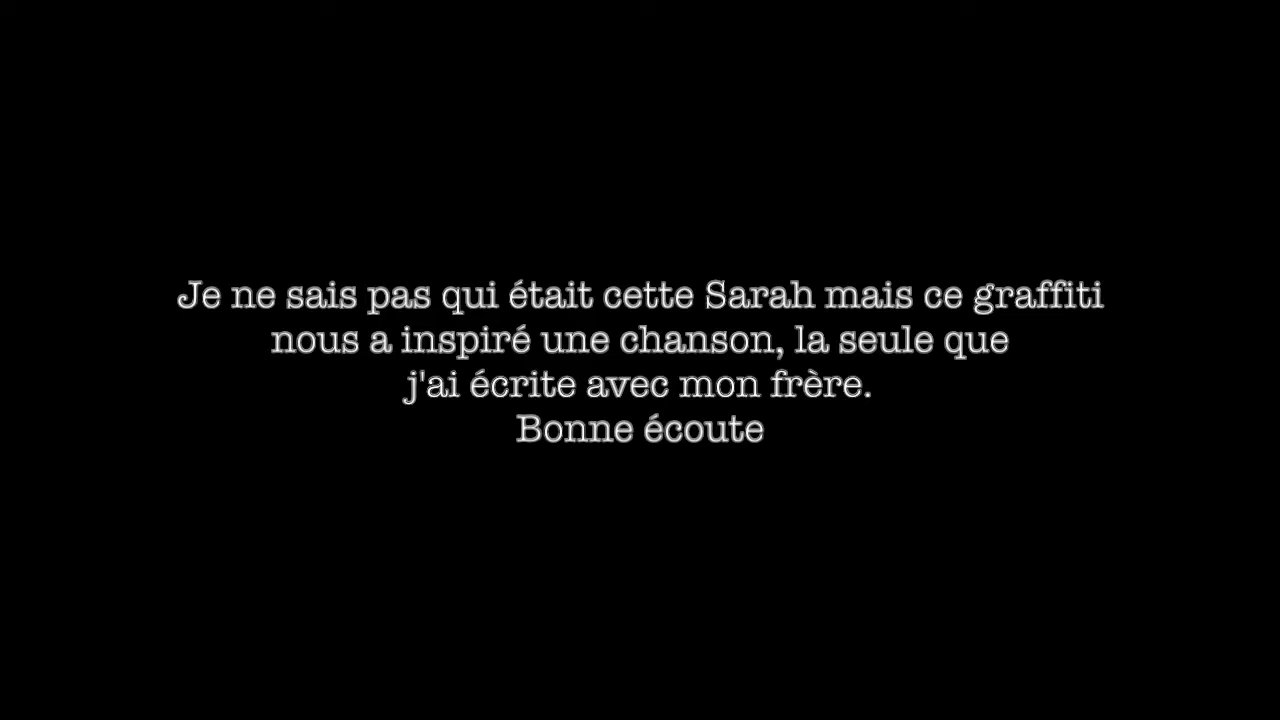 Je ne sais pas qui était cette Sarah mais ce graffiti
nous a inspiré une chanson, la seule que
j'ai écrite avec mon frère.
Bonne écoute